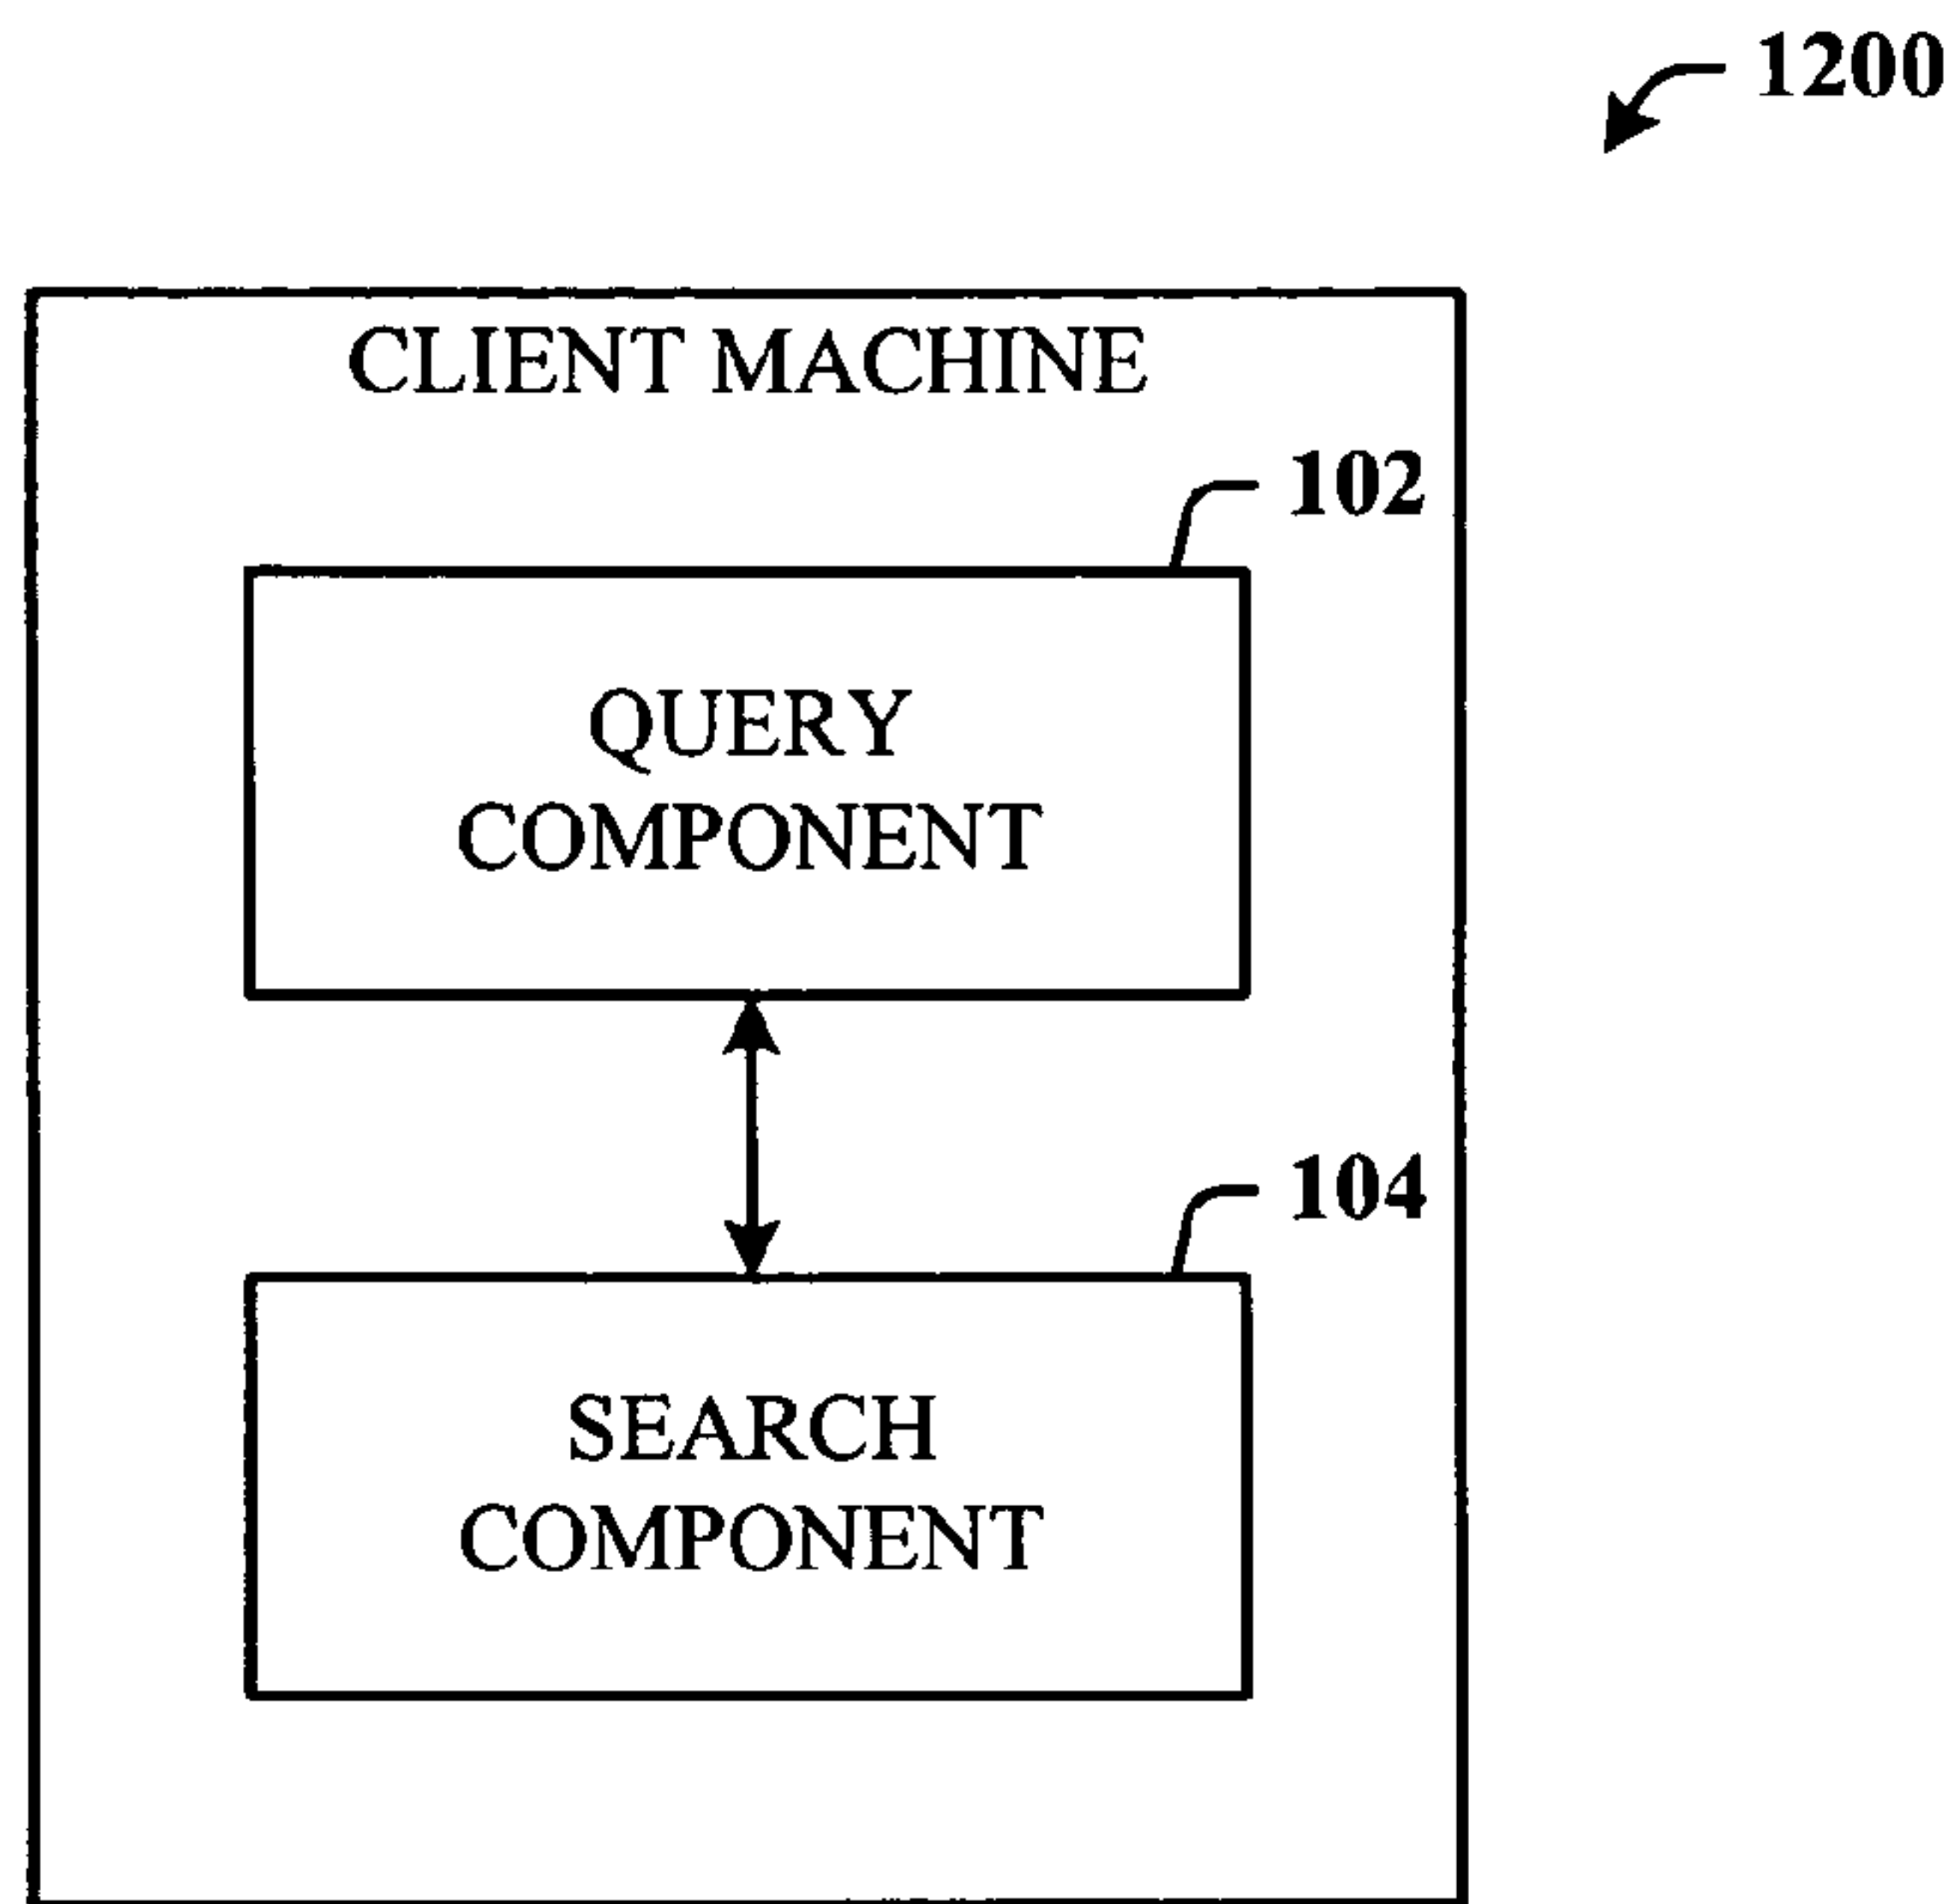 1200
CLIENT MACHINE
102
QUERY
COMPONENT
104
SEARCH
COMPONENT